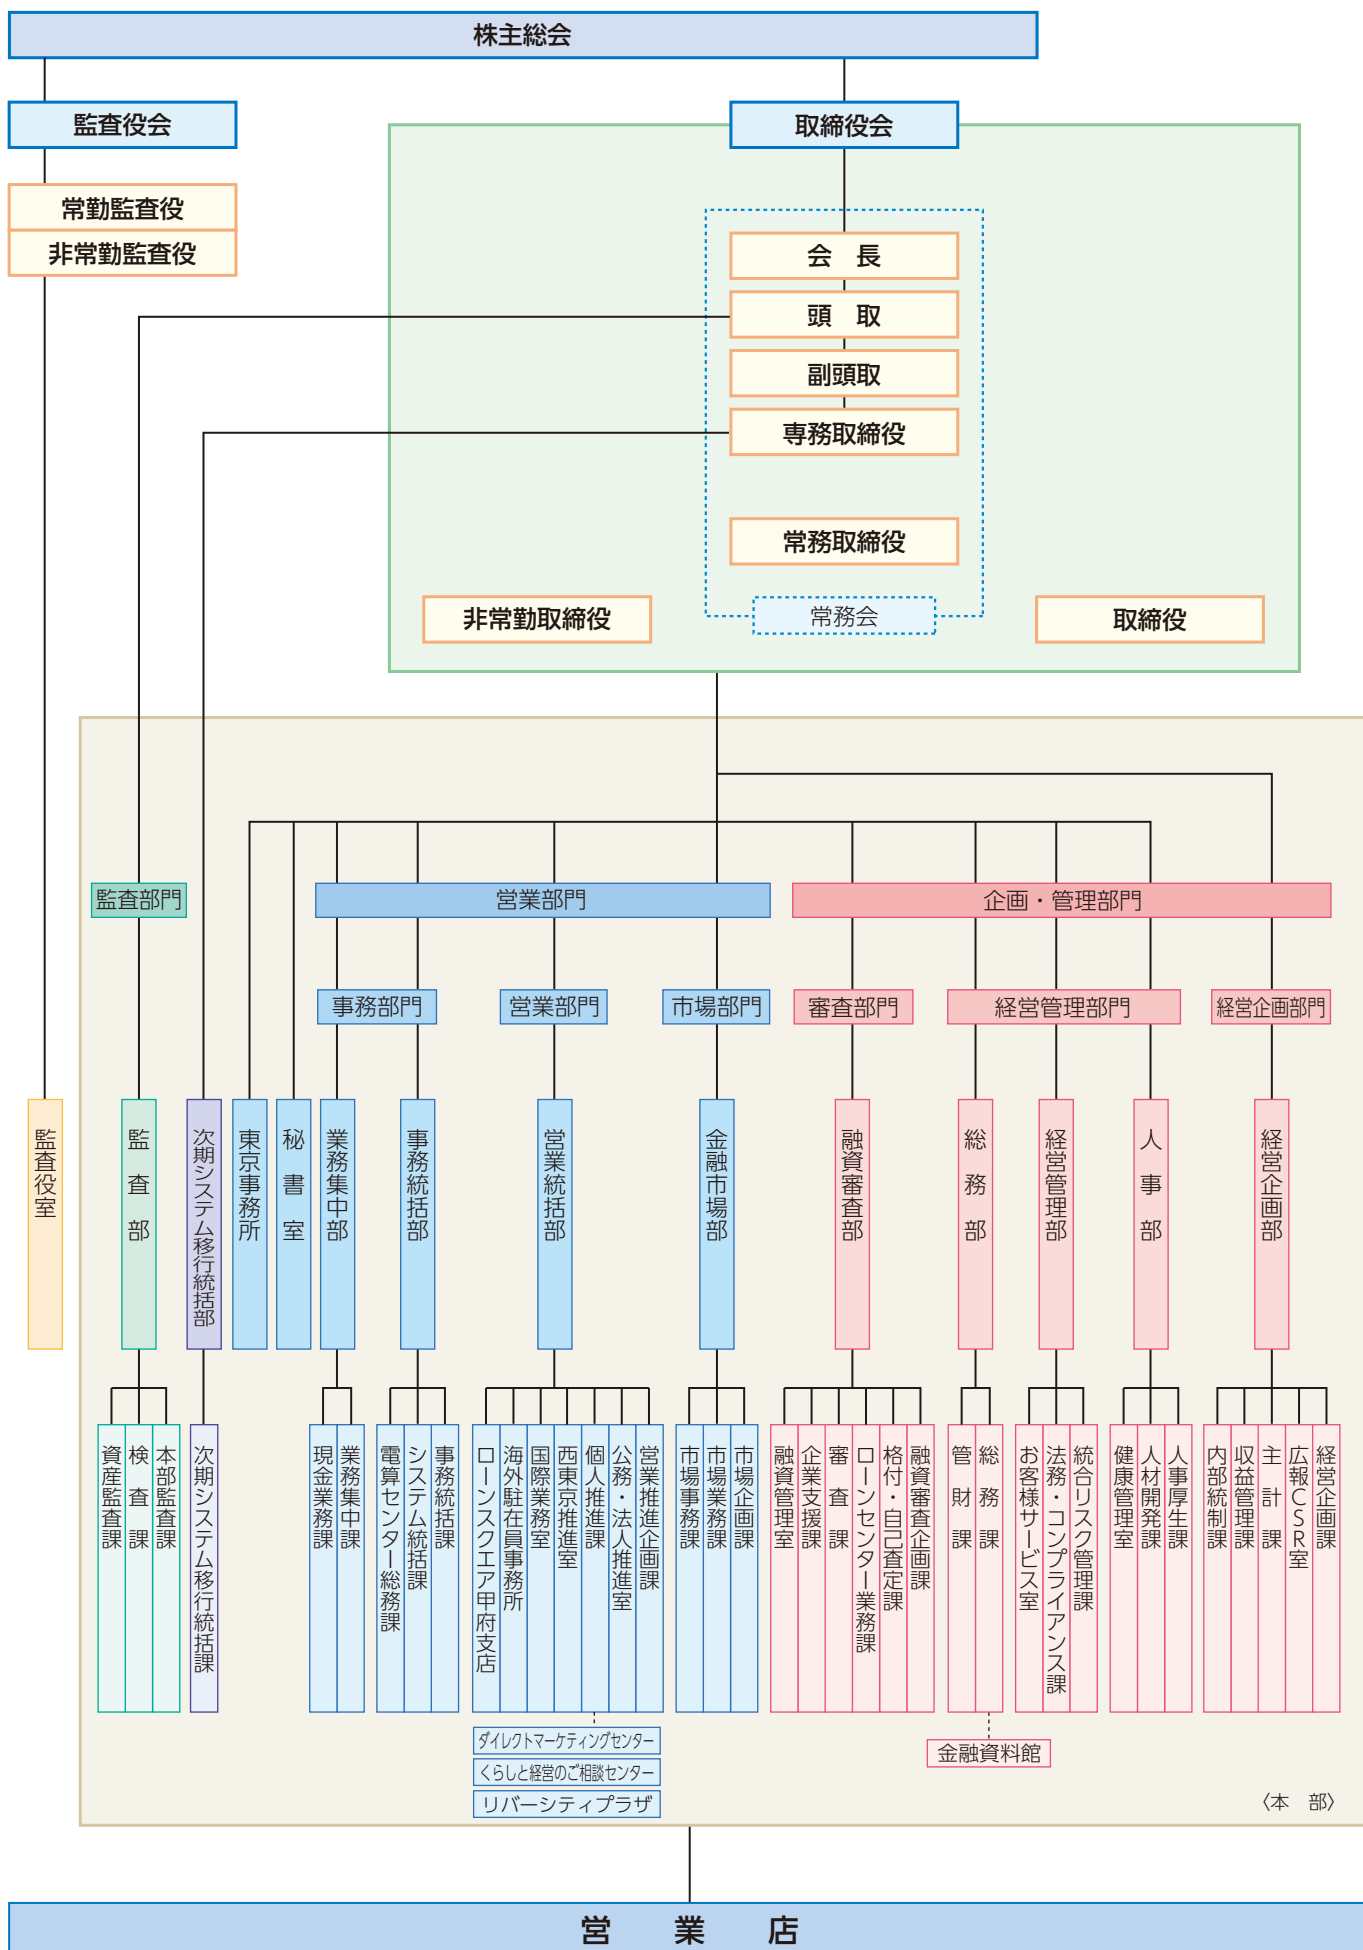 株主総会
監査役会
取締役会
常勤監査役
非常勤監査役
会　長
頭　取
副頭取
専務取締役
常務取締役
非常勤取締役
常務会
取締役
監査部門
営業部門
企画・管理部門
事務部門
営業部門
市場部門
審査部門
経営管理部門
経営企画部門
監査役室
監査部
次期システム移行統括部
東京事務所
秘書室
業務集中部
事務統括部
営業統括部
金融市場部
融資審査部
総務部
経営管理部
人事部
経営企画部
資産監査課
検査課
本部監査課
次期システム移行統括課
現金業務課
業務集中課
電算センター総務課
システム統括課
事務統括課
ローンスクエア甲府支店
海外駐在員事務所
国際業務室
西東京推進室
個人推進課
公務・法人推進室
営業推進企画課
市場事務課
市場業務課
市場企画課
融資管理室
企業支援課
審査課
ローンセンター業務課
格付・自己査定課
融資審査企画課
管財課
総務課
お客様サービス室
法務・コンプライアンス課
統合リスク管理課
健康管理室
人材開発課
人事厚生課
内部統制課
収益管理課
主計課
広報CSR室
経営企画課
ダイレクトマーケティングセンター
くらしと経営のご相談センター
リバーシティプラザ
金融資料館
〈本　部〉
営　業　店